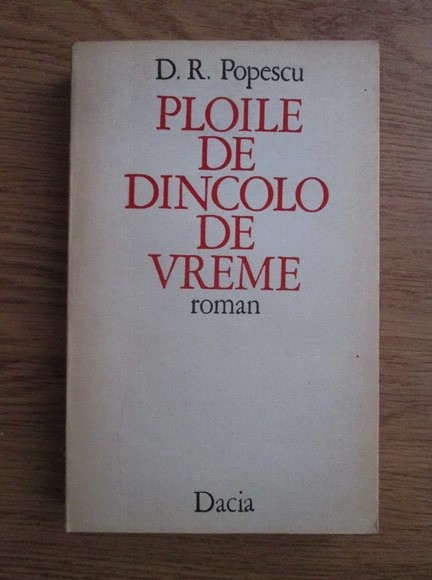 D. R. Popescu
PLOILE
DE
DINCOLO
DE
VREME
roman
Dacia